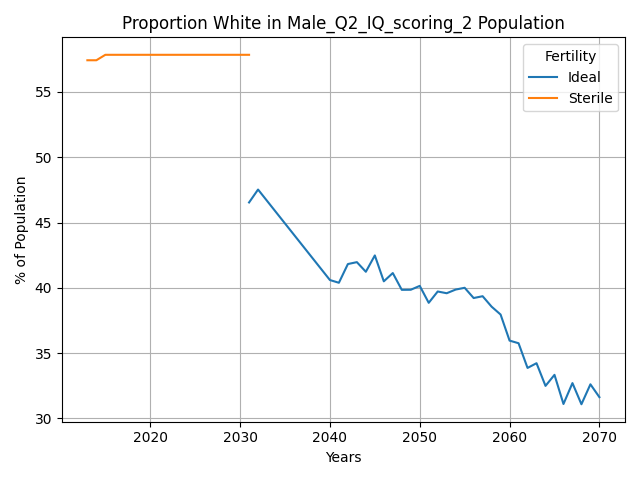 Proportion White in Male_Q2_IQ_scoring_2 Population
Fertility
Ideal
Sterile
% of Population
55
50
45
40
35
30
2020
2030
2040
2050
2060
2070
Years